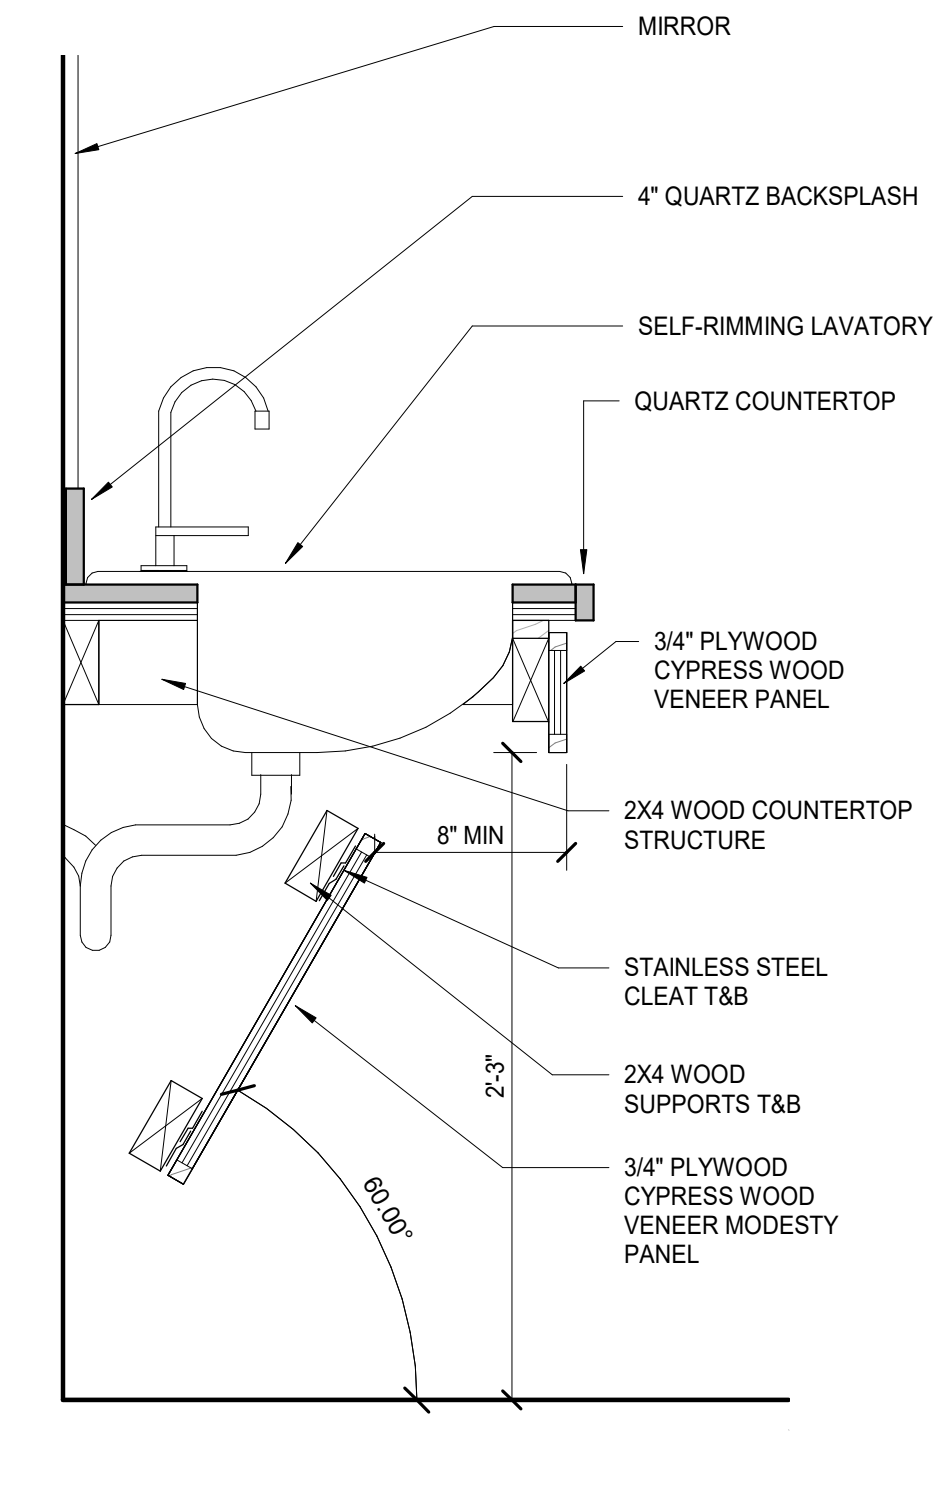 MIRROR
4" QUARTZ BACKSPLASH
SELF-RIMMING LAVATORY
QUARTZ COUNTERTOP
3/4" PLYWOOD
CYPRESS WOOD
VENEER PANEL
2X4 WOOD COUNTERTOP
STRUCTURE
8" MIN
STAINLESS STEEL
CLEAT T&B
2'-3"
2X4 WOOD
SUPPORTS T&B
3/4" PLYWOOD
CYPRESS WOOD
VENEER MODESTY
PANEL
60.00°